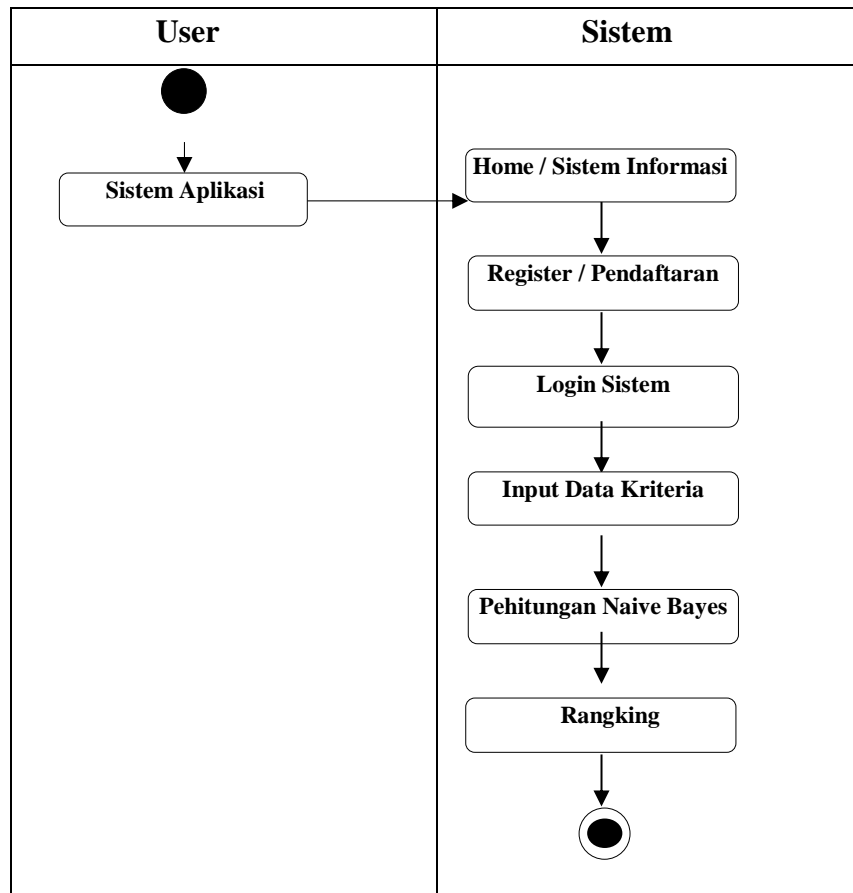 User
Sistem
Sistem Aplikasi
Home / Sistem Informasi
Register / Pendaftaran
Login Sistem
Input Data Kriteria
Pehitungan Naive Bayes
Rangking